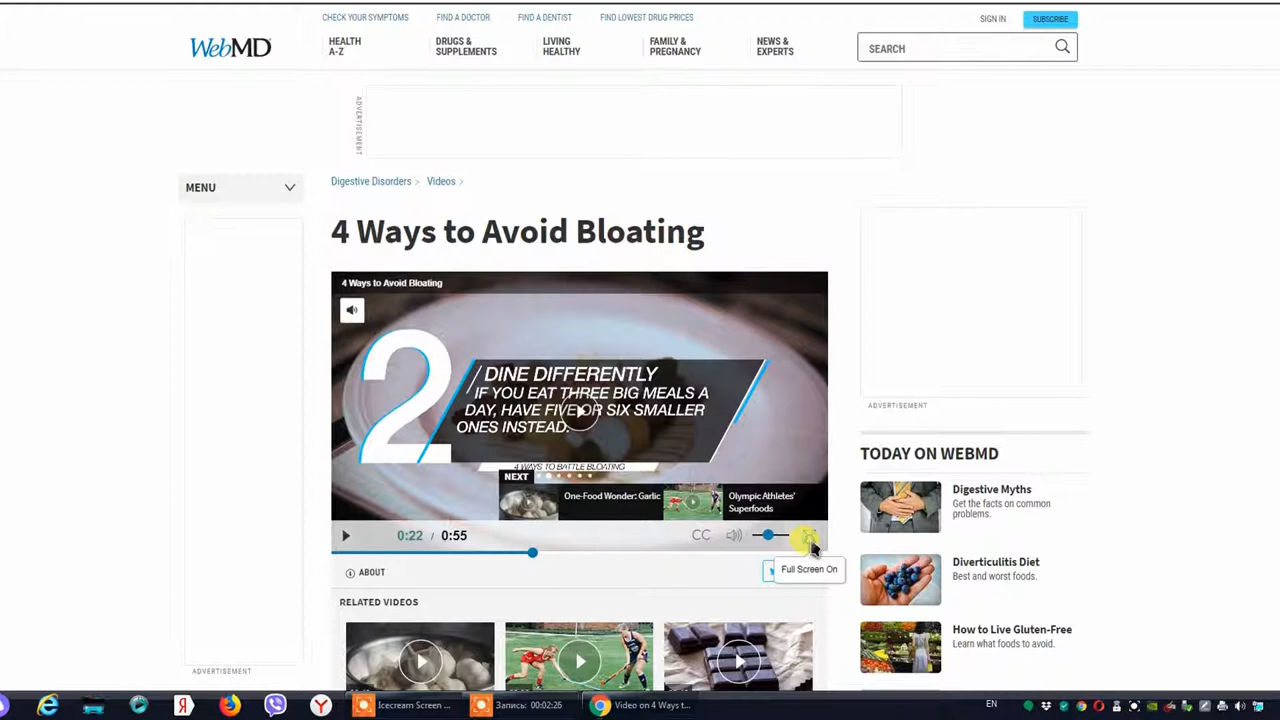 CHECK YOUR SYMPTOMS
FIND A DOCTOR
FIND A DENTIST
FIND LOWEST DRUG PRICES
SIGN IN
SUBSCRIBE
WebMD
HEALTH
A-Z
DRUGS &
SUPPLEMENTS
LIVING
HEALTHY
FAMILY &
PREGNANCY
NEWS &
EXPERTS
SEARCH
ADVERTISEMENT
MENU
Digestive Disorders >
Videos >
4 Ways to Avoid Bloating
4 Ways to Avoid Bloating
2
DINE DIFFERENTLY
IF YOU EAT THREE BIG MEALS A
DAY, HAVE FIVE OR SIX SMALLER
ONES INSTEAD.
4 WAYS TO BATTLE BLOATING
NEXT
One-Food Wonder: Garlic
Olympic Athletes'
Superfoods
0:22 / 0:55
CC
Full Screen On
ABOUT
RELATED VIDEOS
ADVERTISEMENT
ADVERTISEMENT
TODAY ON WEBMD
Digestive Myths
Get the facts on common
problems.
Diverticulitis Diet
Best and worst foods.
How to Live Gluten-Free
Learn what foods to avoid.
Icecream Screen ...
Запись: 00:02:26
Video on 4 Ways t...
EN